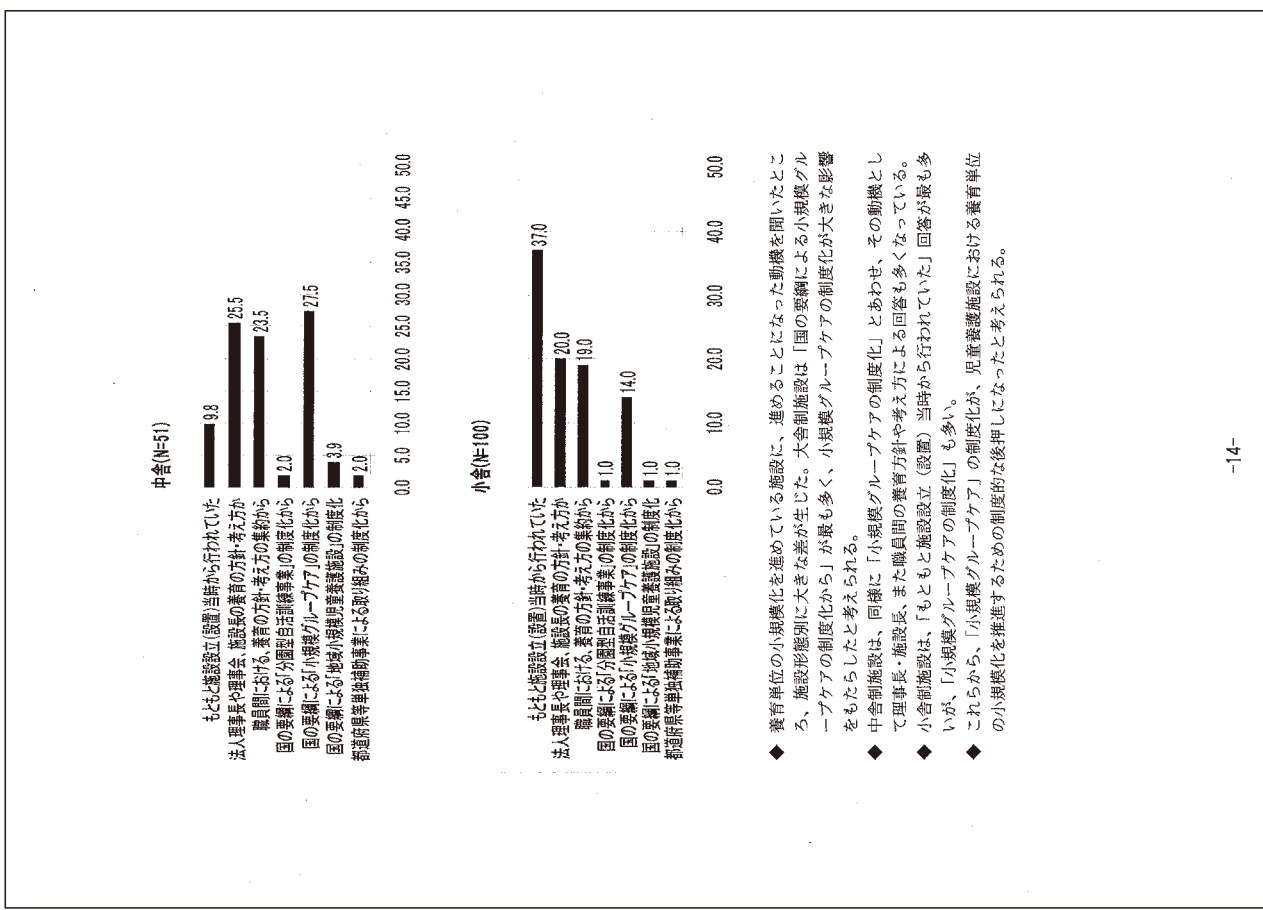 中舎(N=51)
もともと施設設立(設置)当時から行われていた 9.8
法人理事長や理事会、施設長の養育の方針・考え方か 25.5
職員間における、養育の方針・考え方の集約から 23.5
国の要綱による「分園型自活訓練事業」の制度化から 2.0
国の要綱による「小規模グループケア」の制度化から 27.5
国の要綱による「地域小規模児童養護施設」の制度化 3.9
都道府県等単独補助事業による取り組みの制度化から 2.0
0.0 5.0 10.0 15.0 20.0 25.0 30.0 35.0 40.0 45.0 50.0
小舎(N=100)
もともと施設設立(設置)当時から行われていた 37.0
法人理事長や理事会、施設長の養育の方針・考え方か 20.0
職員間における、養育の方針・考え方の集約から 19.0
国の要綱による「分園型自活訓練事業」の制度化から 1.0
国の要綱による「小規模グループケア」の制度化から 14.0
国の要綱による「地域小規模児童養護施設」の制度化 1.0
都道府県等単独補助事業による取り組みの制度化から 1.0
0.0 10.0 20.0 30.0 40.0 50.0
◆ 養育単位の小規模化を進めている施設に、進めることになった動機を聞いたとこ
ろ、施設形態別に大きな差が生じた。大舎制施設は「国の要綱による小規模グル
ープケアの制度化から」が最も多く、小規模グループケアの制度化が大きな影響
をもたらしたと考えられる。
◆ 中舎制施設は、同様に「小規模グループケアの制度化」とあわせ、その動機とし
て理事長・施設長、また職員間の養育方針や考え方による回答も多くなっている。
◆ 小舎制施設は、「もともと施設設立（設置）当時から行われていた」回答が最も多
いが、「小規模グループケアの制度化」も多い。
◆ これらから、「小規模グループケア」の制度化が、児童養護施設における養育単位
の小規模化を推進するための制度的な後押しになったと考えられる。
-14-